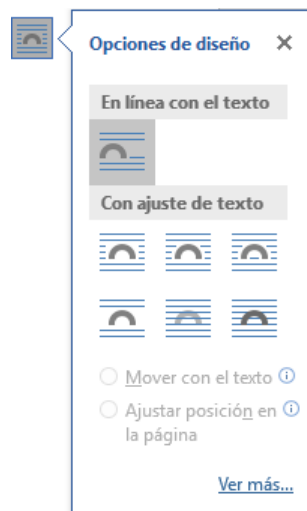 Opciones de diseño
En línea con el texto
Con ajuste de texto
Mover con el texto
Ajustar posición en
la página
Ver más...